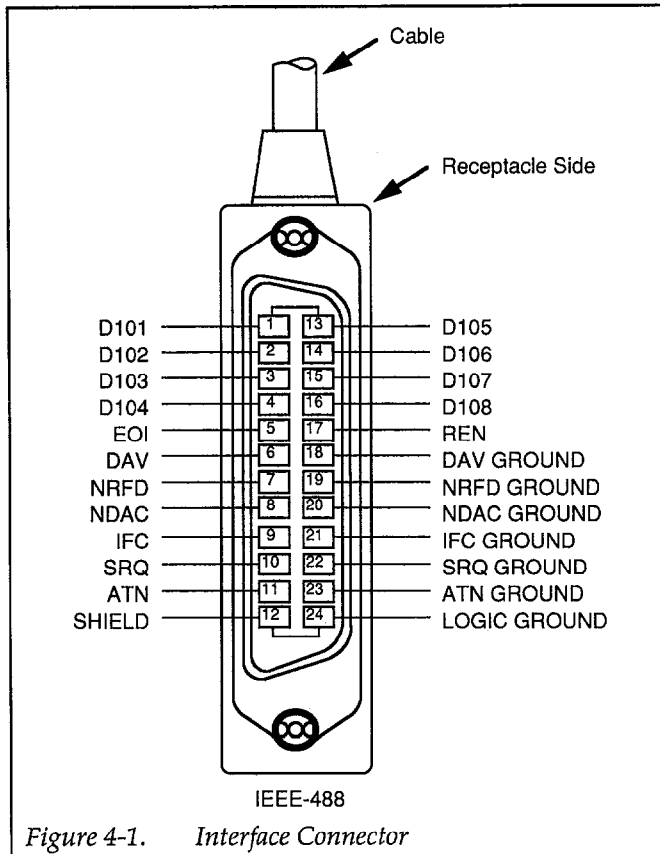 Cable
Receptacle Side
D101 1 13 D105
D102 2 14 D106
D103 3 15 D107
D104 4 16 D108
EOI 5 17 REN
DAV 6 18 DAV GROUND
NRFD 7 19 NRFD GROUND
NDAC 8 20 NDAC GROUND
IFC 9 21 IFC GROUND
SRQ 10 22 SRQ GROUND
ATN 11 23 ATN GROUND
SHIELD 12 24 LOGIC GROUND
IEEE-488
Figure 4-1. Interface Connector